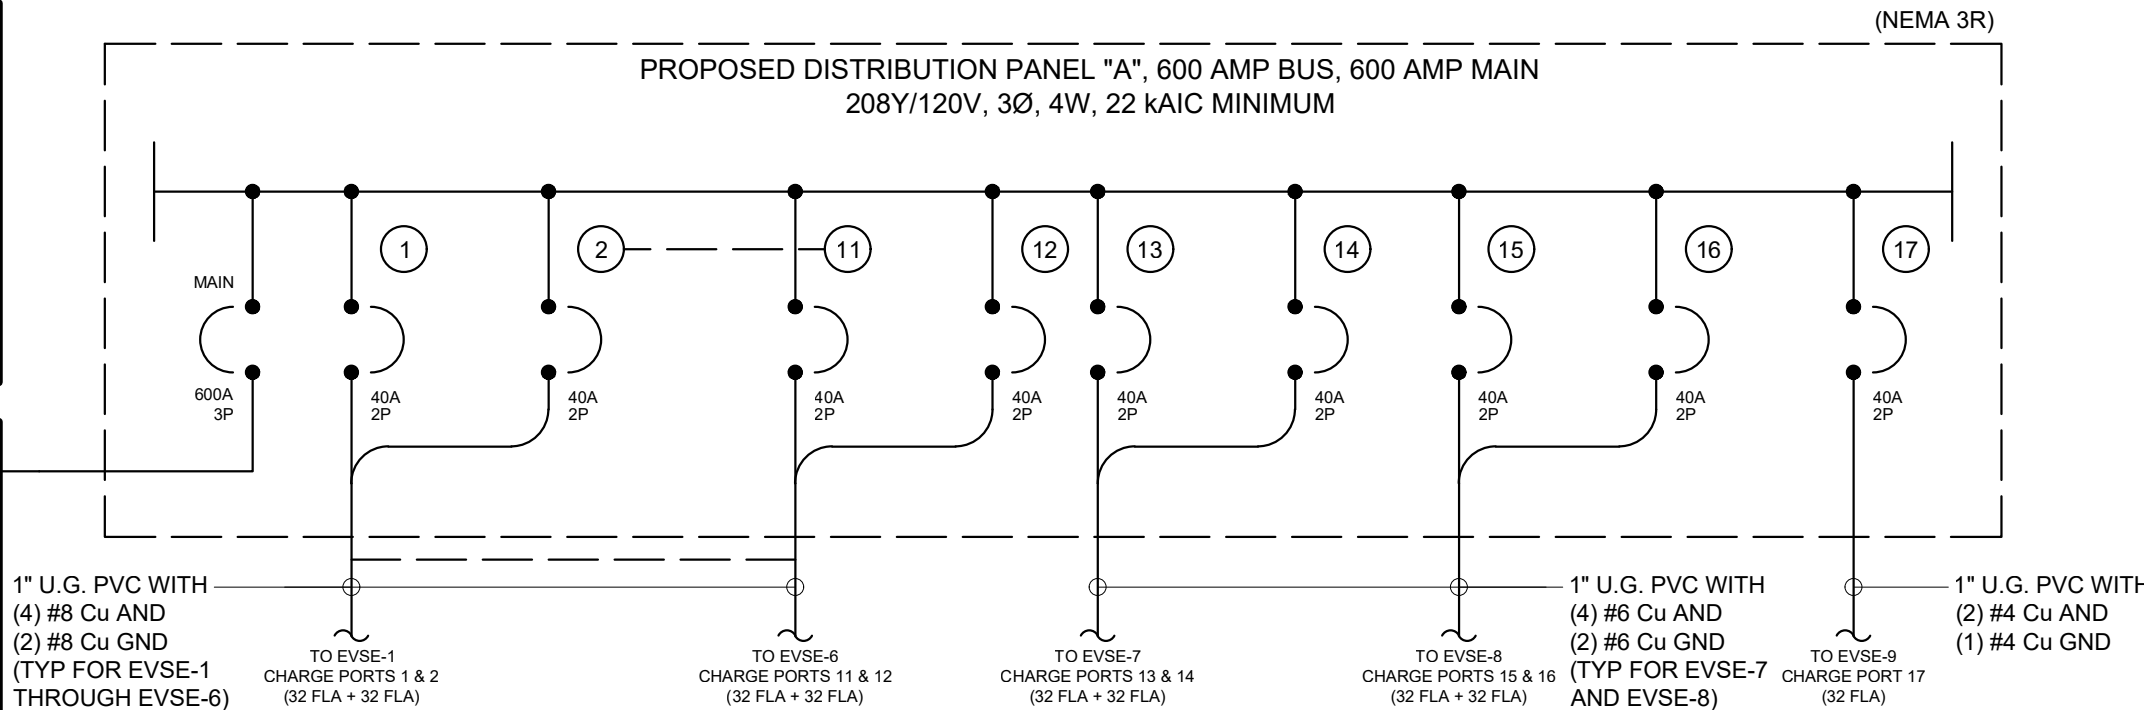 (NEMA 3R)
PROPOSED DISTRIBUTION PANEL "A", 600 AMP BUS, 600 AMP MAIN
208Y/120V, 3Ø, 4W, 22 kAIC MINIMUM
1
2
11
12
13
14
15
16
17
MAIN
600A
3P
40A
2P
40A
2P
40A
2P
40A
2P
40A
2P
40A
2P
40A
2P
40A
2P
40A
2P
1" U.G. PVC WITH
(4) #8 Cu AND
(2) #8 Cu GND
(TYP FOR EVSE-1
THROUGH EVSE-6)
TO EVSE-1
CHARGE PORTS 1 & 2
(32 FLA + 32 FLA)
TO EVSE-6
CHARGE PORTS 11 & 12
(32 FLA + 32 FLA)
TO EVSE-7
CHARGE PORTS 13 & 14
(32 FLA + 32 FLA)
TO EVSE-8
CHARGE PORTS 15 & 16
(32 FLA + 32 FLA)
1" U.G. PVC WITH
(4) #6 Cu AND
(2) #6 Cu GND
(TYP FOR EVSE-7
AND EVSE-8)
TO EVSE-9
CHARGE PORT 17
(32 FLA)
1" U.G. PVC WITH
(2) #4 Cu AND
(1) #4 Cu GND